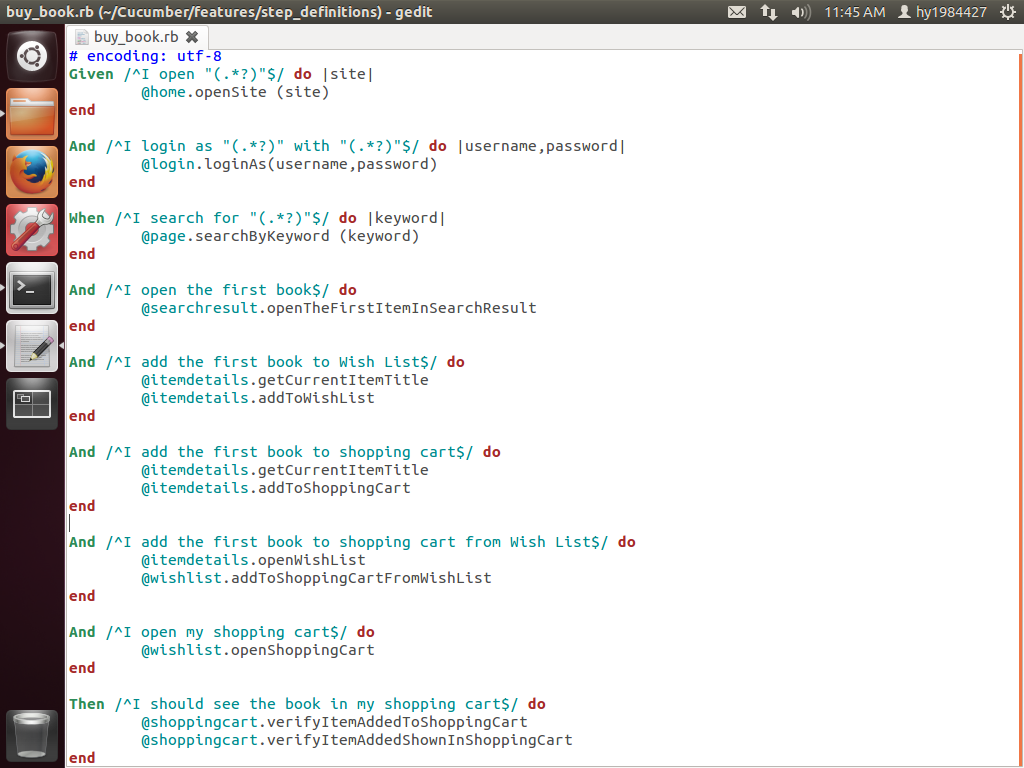 buy_book.rb (~/Cucumber/features/step_definitions) - gedit
11:45 AM
hy1984427
buy_book.rb
# encoding: utf-8
Given /^I open "(.*?)"$/ do |site|
        @home.openSite (site)
end

And /^I login as "(.*?)" with "(.*?)"$/ do |username,password|
        @login.loginAs(username,password)
end

When /^I search for "(.*?)"$/ do |keyword|
        @page.searchByKeyword (keyword)
end

And /^I open the first book$/ do
        @searchresult.openTheFirstItemInSearchResult
end

And /^I add the first book to Wish List$/ do
        @itemdetails.getCurrentItemTitle
        @itemdetails.addToWishList
end

And /^I add the first book to shopping cart$/ do
        @itemdetails.getCurrentItemTitle
        @itemdetails.addToShoppingCart
end

And /^I add the first book to shopping cart from Wish List$/ do
        @itemdetails.openWishList
        @wishlist.addToShoppingCartFromWishList
end

And /^I open my shopping cart$/ do
        @wishlist.openShoppingCart
end

Then /^I should see the book in my shopping cart$/ do
        @shoppingcart.verifyItemAddedToShoppingCart
        @shoppingcart.verifyItemAddedShownInShoppingCart
end